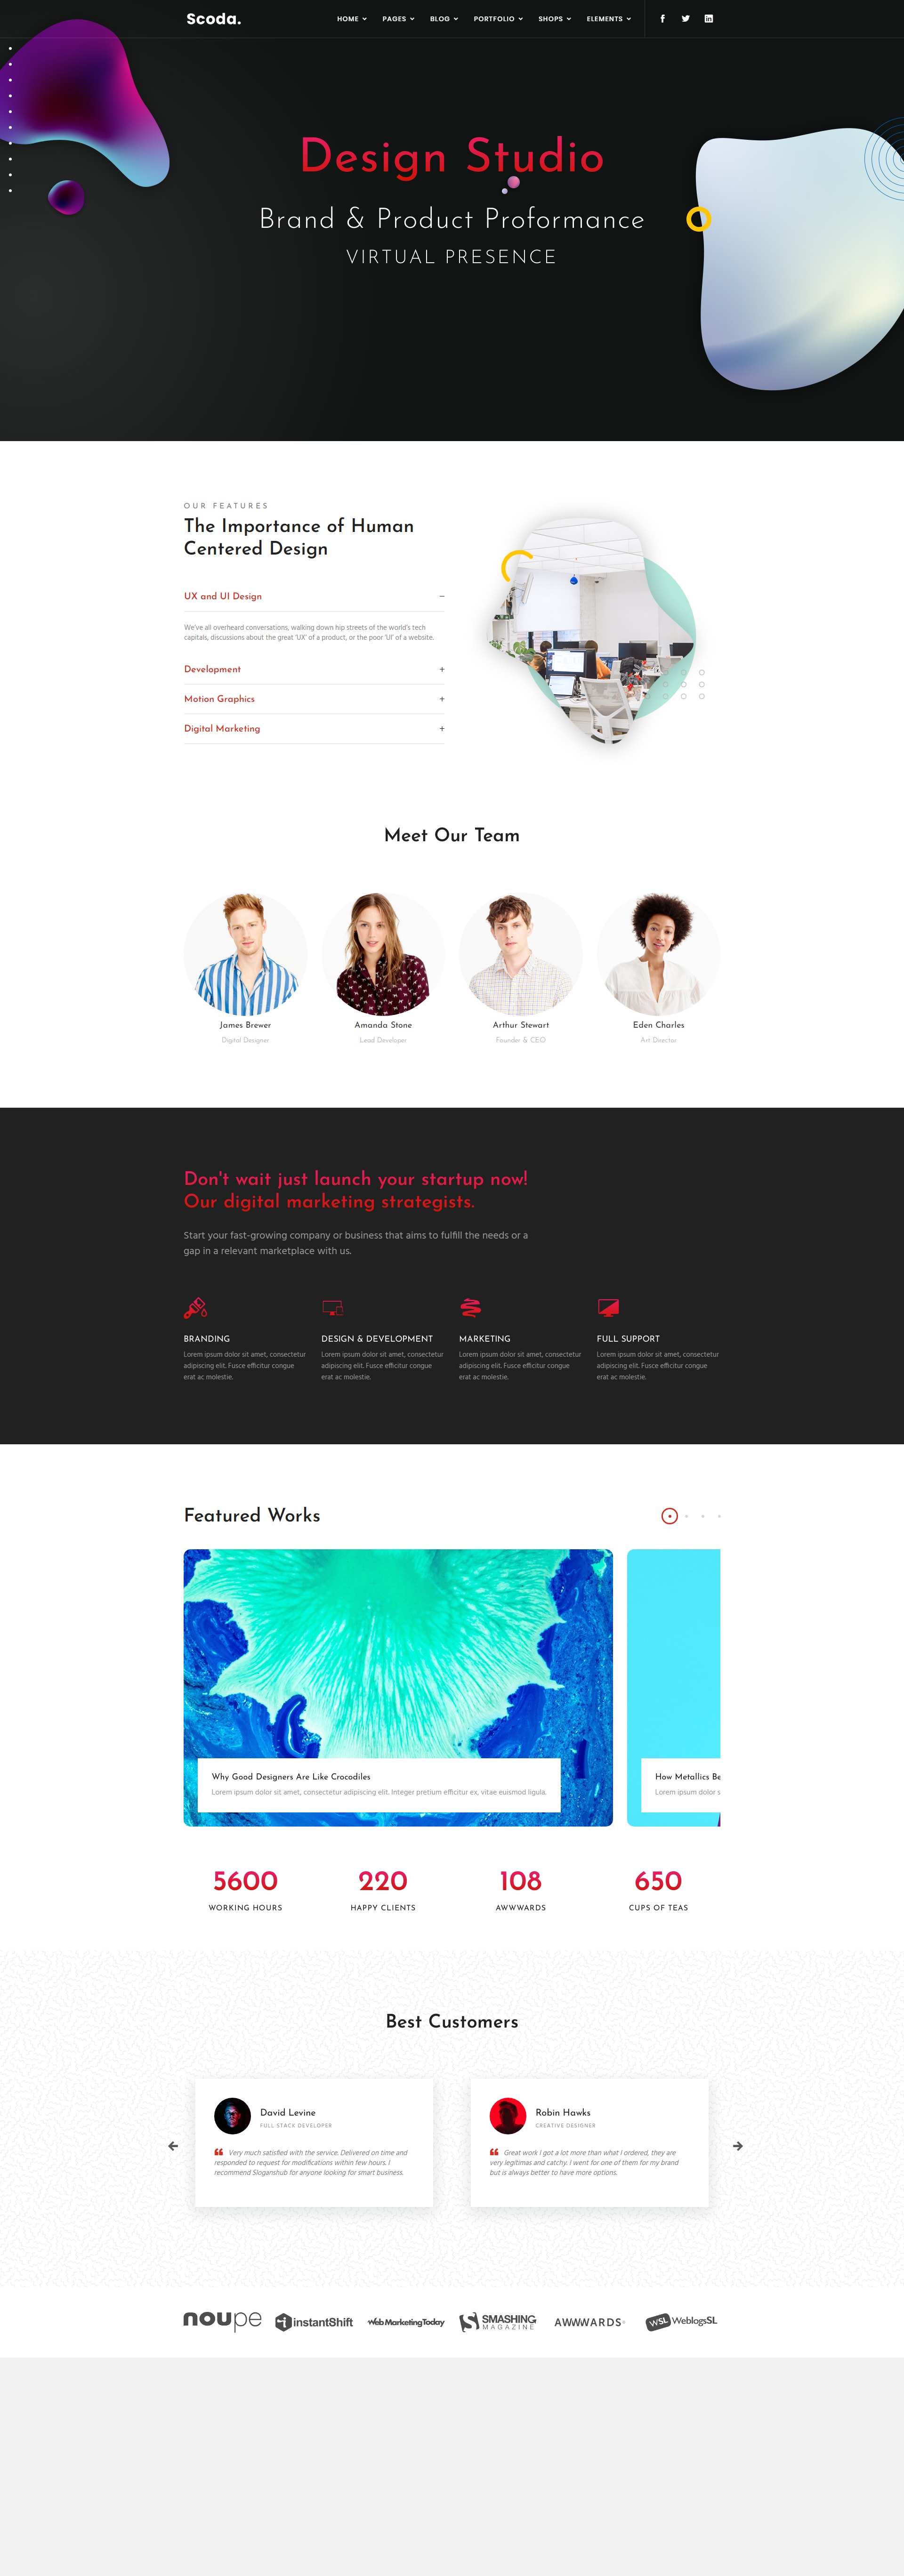 Scoda.
HOME PAGES BLOG PORTFOLIO SHOPS ELEMENTS
Design Studio
Brand & Product Proformance
VIRTUAL PRESENCE
OUR FEATURES
The Importance of Human
Centered Design
UX and UI Design −
We've all overheard conversations, walking down hip streets of the world's tech
capitals, discussions about the great 'UX' of a product, or the poor 'UI' of a website.
Development +
Motion Graphics +
Digital Marketing +
Meet Our Team
James Brewer
Digital Designer
Amanda Stone
Lead Developer
Arthur Stewart
Founder & CEO
Eden Charles
Art Director
Don't wait just launch your startup now!
Our digital marketing strategists.
Start your fast-growing company or business that aims to fulfill the needs or a
gap in a relevant marketplace with us.
BRANDING
Lorem ipsum dolor sit amet, consectetur
adipiscing elit. Fusce efficitur congue
erat ac molestie.
DESIGN & DEVELOPMENT
Lorem ipsum dolor sit amet, consectetur
adipiscing elit. Fusce efficitur congue
erat ac molestie.
MARKETING
Lorem ipsum dolor sit amet, consectetur
adipiscing elit. Fusce efficitur congue
erat ac molestie.
FULL SUPPORT
Lorem ipsum dolor sit amet, consectetur
adipiscing elit. Fusce efficitur congue
erat ac molestie.
Featured Works
Why Good Designers Are Like Crocodiles
Lorem ipsum dolor sit amet, consectetur adipiscing elit. Integer pretium efficitur ex, vitae euismod ligula.
How Metallics Be
Lorem ipsum dolor s
5600
WORKING HOURS
220
HAPPY CLIENTS
108
AWWWARDS
650
CUPS OF TEAS
Best Customers
David Levine
FULL STACK DEVELOPER
Very much satisfied with the service. Delivered on time and
responded to request for modifications within few hours. I
recommend Sloganshub for anyone looking for smart business.
Robin Hawks
CREATIVE DESIGNER
Great work I got a lot more than what I ordered, they are
very legitimas and catchy. I went for one of them for my brand
but is always better to have more options.
noupe
instantShift
Web Marketing Today
SMASHING
MAGAZINE
AWWWARDS
WSL WeblogsSL